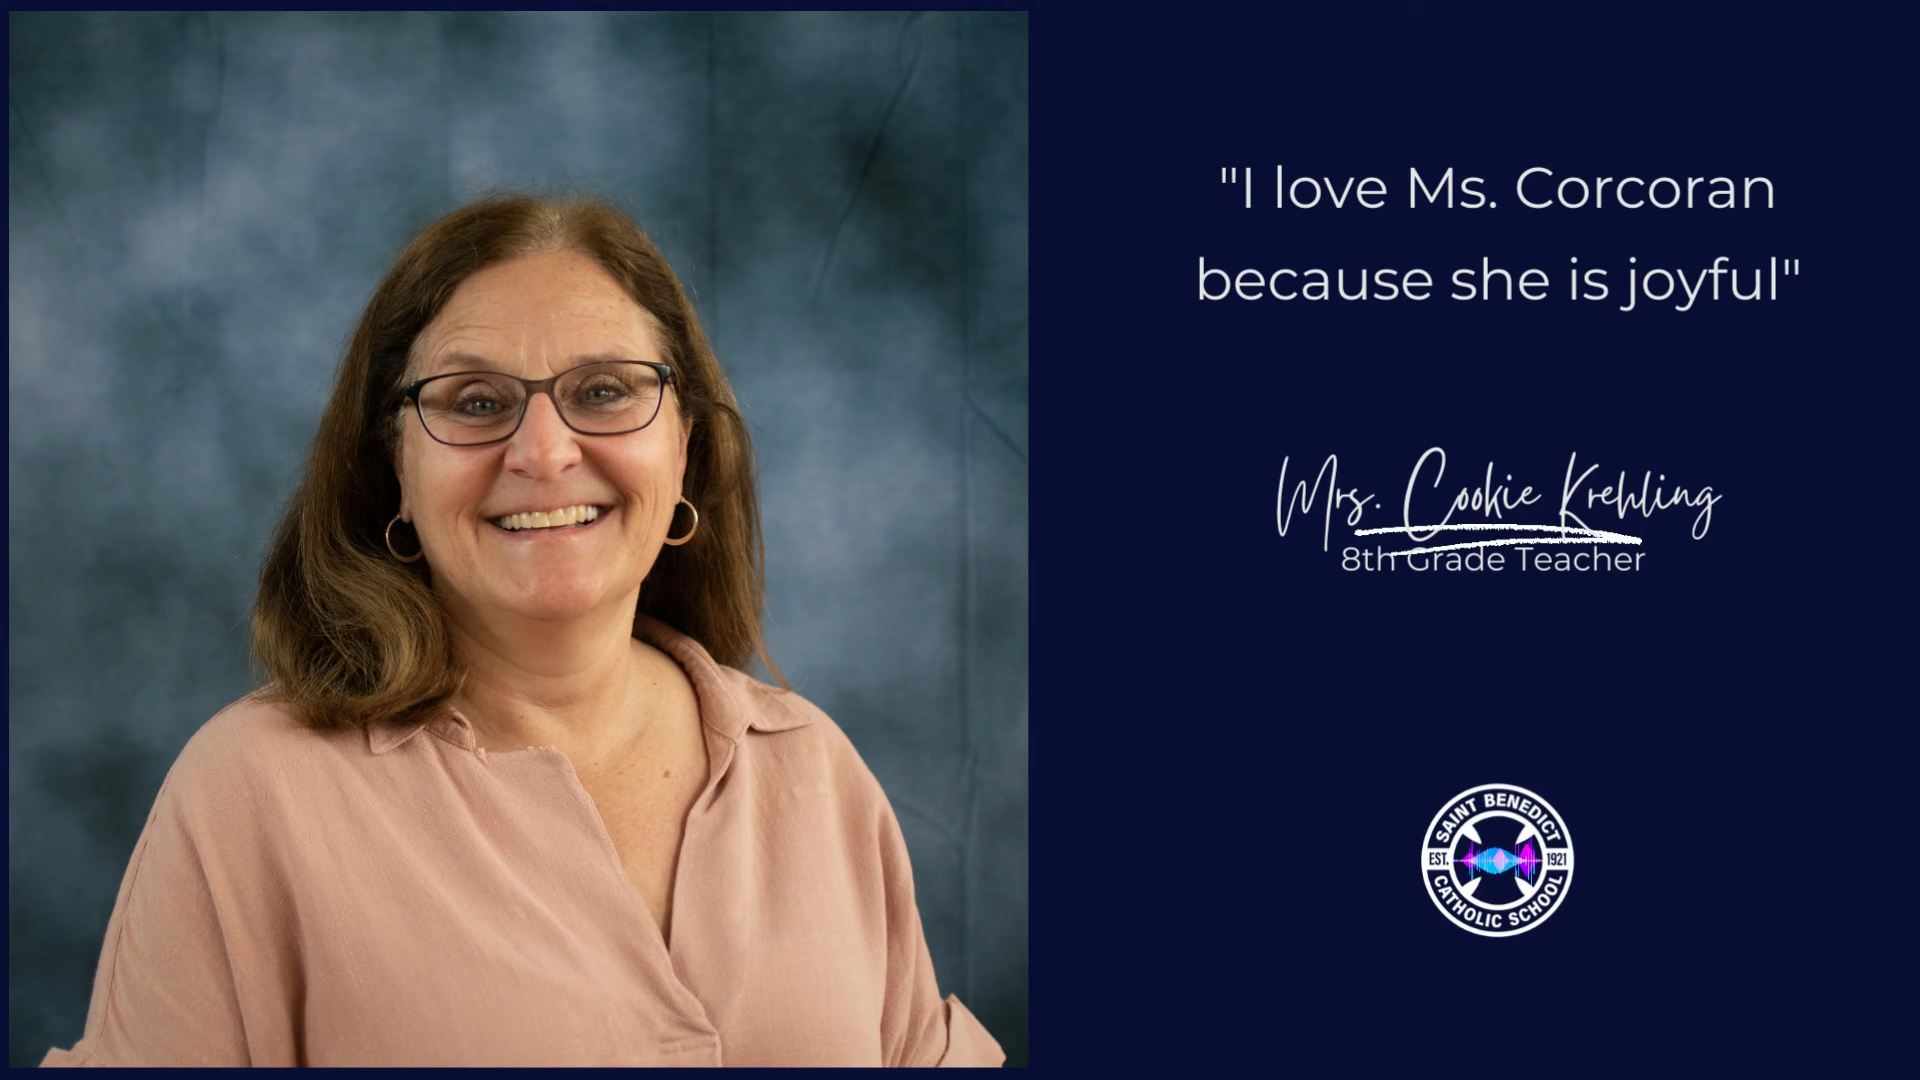 "I love Ms. Corcoran
because she is joyful"
Mrs. Cookie Krehling
8th Grade Teacher
SAINT BENEDICT
EST. 1921
CATHOLIC SCHOOL